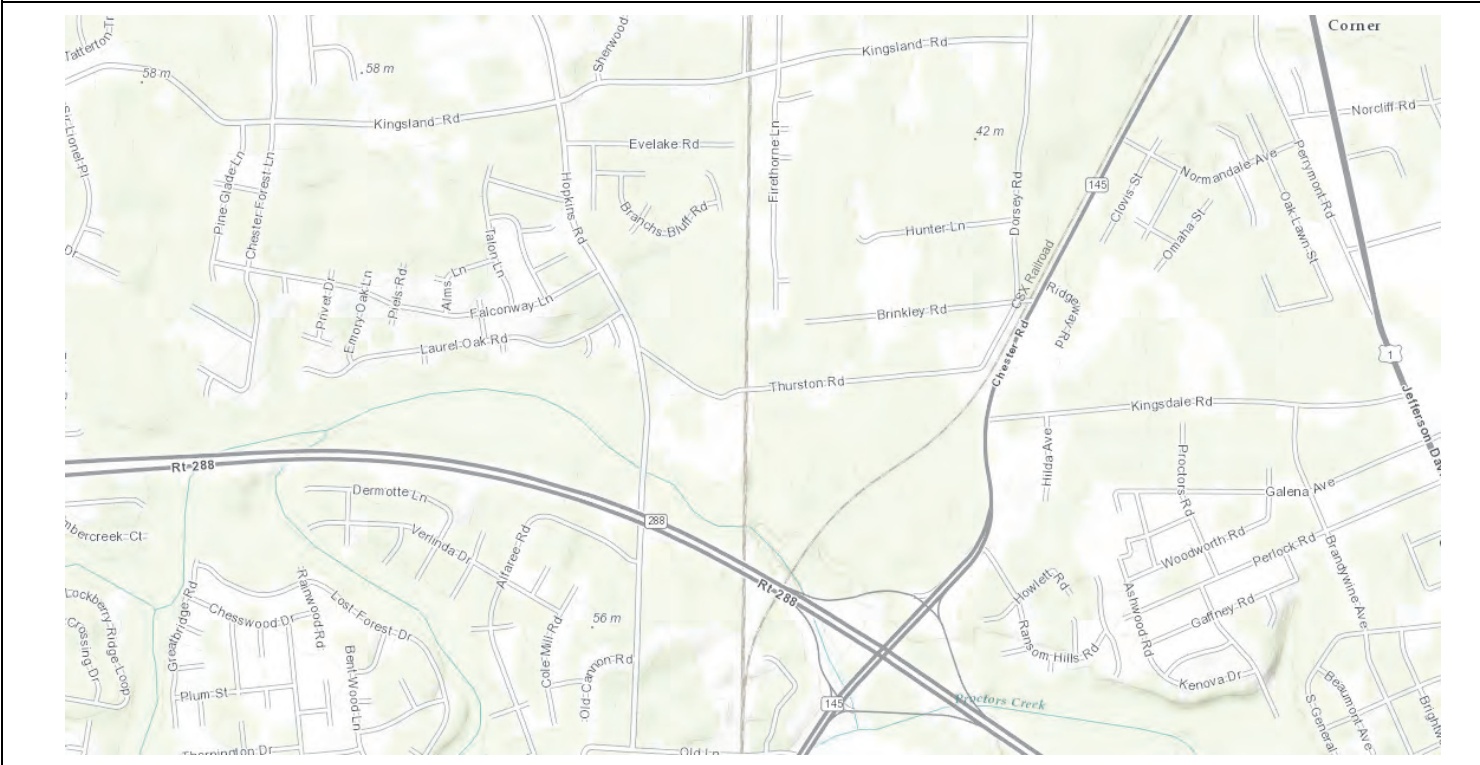 Corner
Tatterton Tr
58 m
58 m
Sherwood
Kingsland Rd
Kingsland Rd
Norcliff Rd
Evelake Rd
42 m
Normandale Ave
Perrymont Rd
Lionel Pl
Pine Glade Ln
Chester Forest Ln
Hopkins Rd
Branchs Bluff Rd
Firethorne Ln
Dorsey Rd
145
Clovis St
Omaha St
Oak Lawn St
Hunter Ln
Talon Ln
Dr
Privet Dr
Emory Oak Ln
Piels Rd
Alms Ln
Falconway Ln
CSX Railroad
Ridgeway Rd
Brinkley Rd
Laurel Oak Rd
Chester Rd
1
Thurston Rd
Kingsdale Rd
Jefferson Dav
Rt 288
Hilda Ave
Proctors Rd
Galena Ave
Dermotte Ln
288
Verlinda Dr
Alfaree Rd
mbercreek Ct
Woodworth Rd
Perlock Rd
Brandywine Ave
Rt 288
Howlett Rd
Lockberry Ridge Loop
Crossing Dr
Greatbridge Rd
Chesswood Dr
Rainwood Rd
Lost Forest Dr
56 m
Cole Mill Rd
Ashwood Rd
Gaffney Rd
Ransom Hills Rd
Bent Wood Ln
Old Cannon Rd
Kenova Dr
Plum St
145
Proctors Creek
Beaumont Ave
S General
Brightw
Thornington Dr
Old Ln